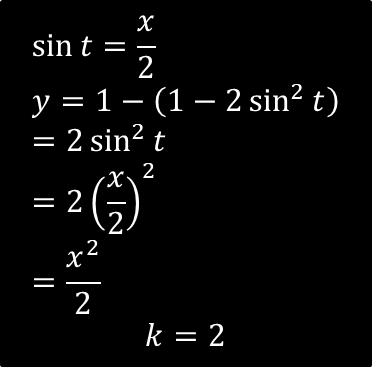 sin t = x/2
y = 1 − (1 − 2 sin² t)
= 2 sin² t
= 2(x/2)²
= x²/2
k = 2